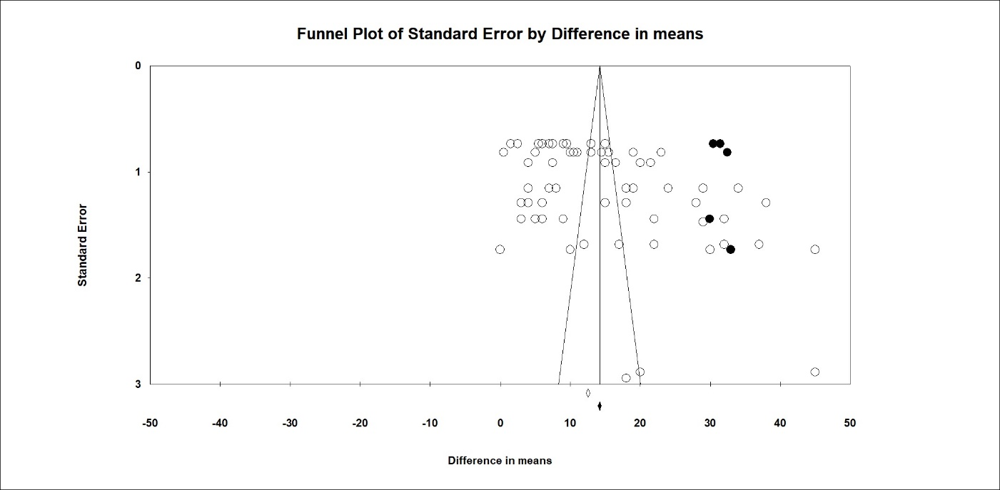 Funnel Plot of Standard Error by Difference in means
0
1
2
3
Standard Error
-50 -40 -30 -20 -10 0 10 20 30 40 50
Difference in means